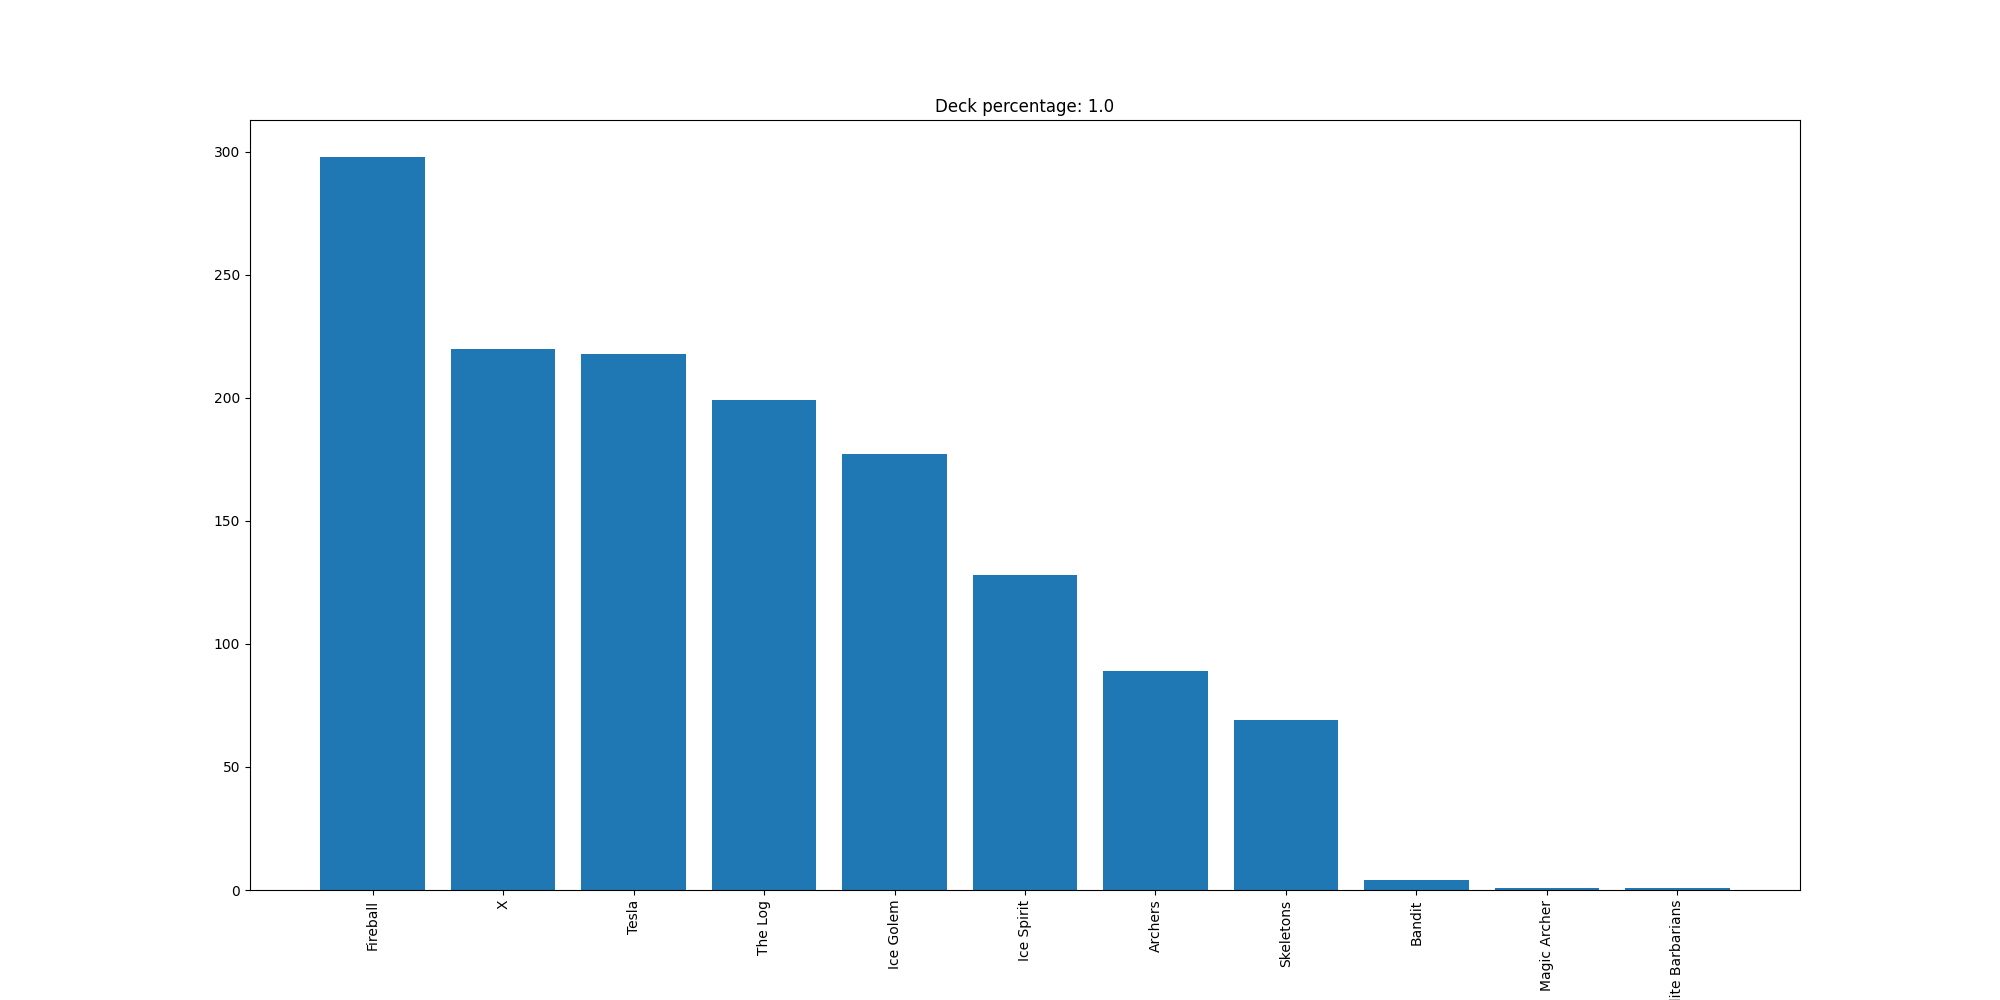 Deck percentage: 1.0
300
250
200
150
100
50
0
Fireball
X
Tesla
The Log
Ice Golem
Ice Spirit
Archers
Skeletons
Bandit
Magic Archer
lite Barbarians